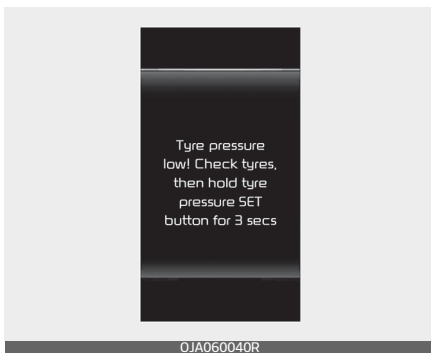 Tyre pressure
low! Check tyres,
then hold tyre
pressure SET
button for 3 secs
OJA060040R